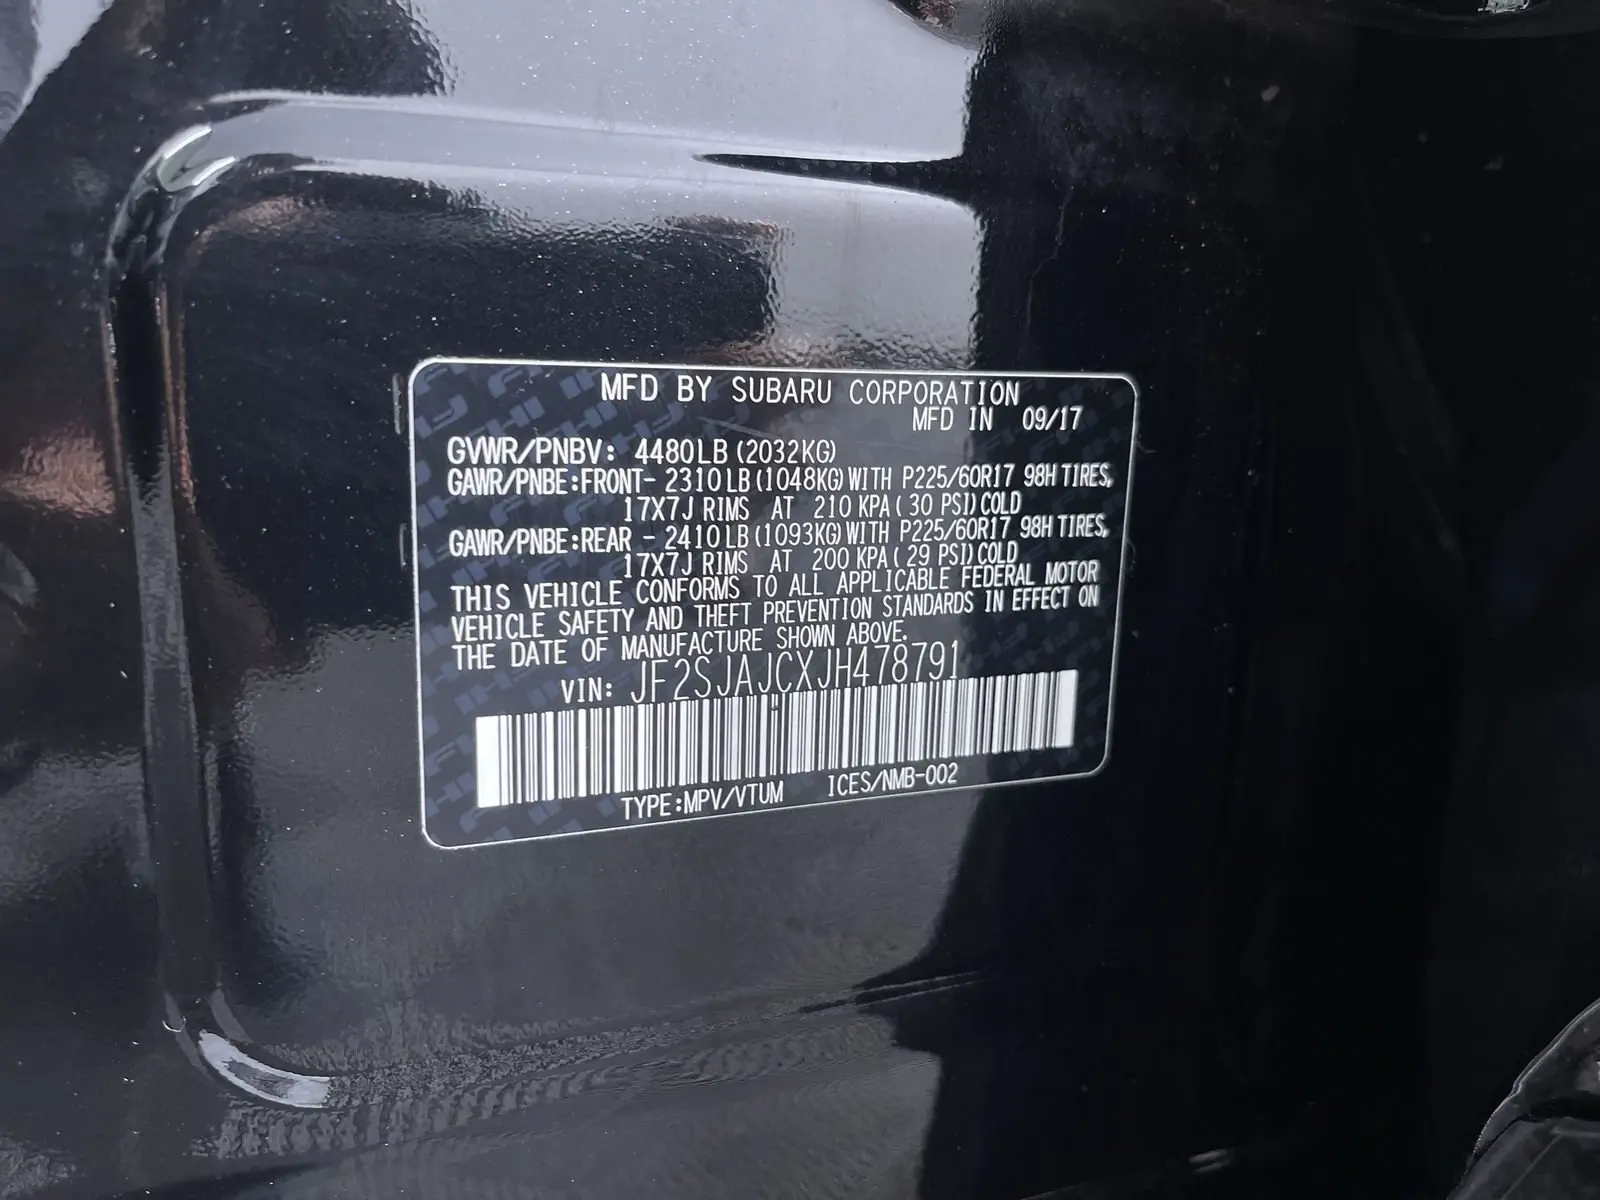 MFD BY SUBARU CORPORATION
MFD IN 09/17
GVWR/PNBV: 4480LB (2032KG)
GAWR/PNBE:FRONT- 2310LB (1048KG) WITH P225/60R17 98H TIRES,
17X7J RIMS AT 210 KPA ( 30 PSI) COLD
GAWR/PNBE:REAR - 2410LB (1093KG) WITH P225/60R17 98H TIRES,
17X7J RIMS AT 200 KPA ( 29 PSI) COLD
THIS VEHICLE CONFORMS TO ALL APPLICABLE FEDERAL MOTOR
VEHICLE SAFETY AND THEFT PREVENTION STANDARDS IN EFFECT ON
THE DATE OF MANUFACTURE SHOWN ABOVE.
VIN: JF2SJAJCXJH478791
TYPE:MPV/VTUM ICES/NMB-002